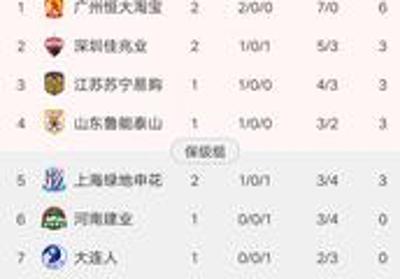 1 广州恒大淘宝 2 2/0/0 7/0 6
2 深圳佳兆业 2 1/0/1 5/3 3
3 江苏苏宁易购 1 1/0/0 4/3 3
4 山东鲁能泰山 1 1/0/0 3/2 3
保级组
5 上海绿地申花 2 1/0/1 3/4 3
6 河南建业 1 0/0/1 3/4 0
7 大连人 1 0/0/1 2/3 0